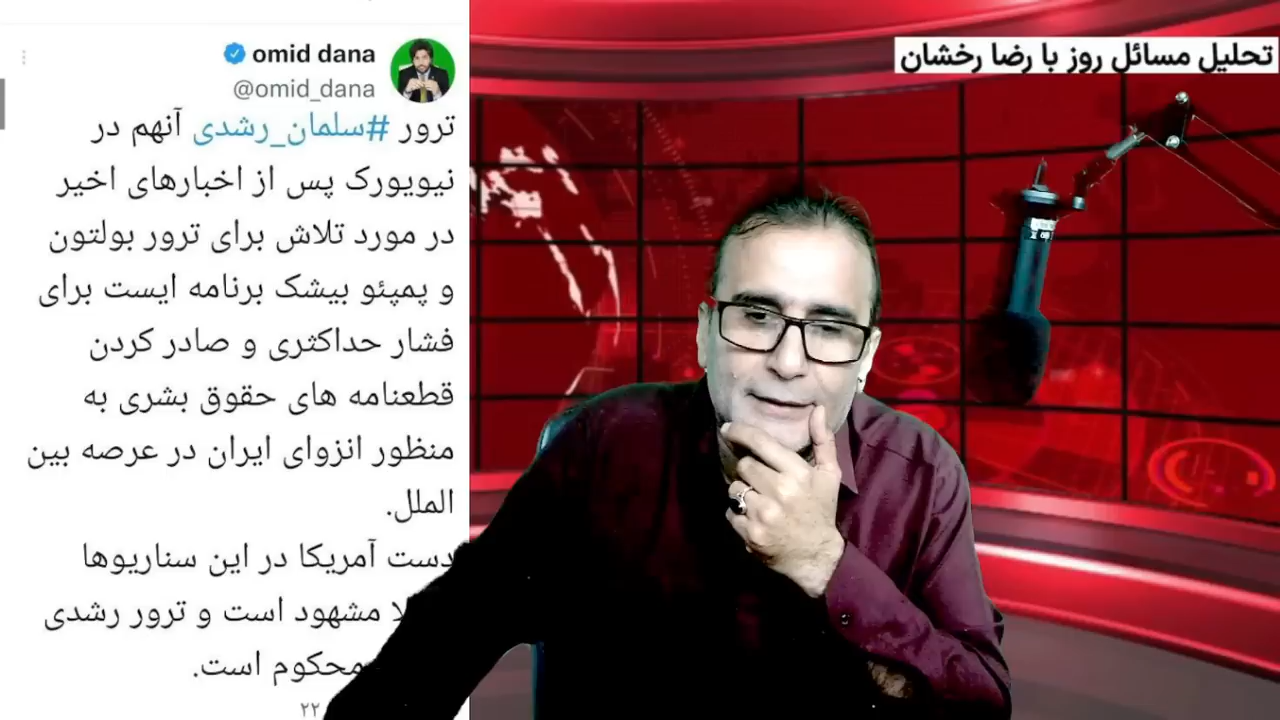 omid dana
@omid_dana
ترور #سلمان_رشدی آنهم در
نیویورک پس از اخبارهای اخیر
در مورد تلاش برای ترور بولتون
و پمپئو بیشک برنامه ایست برای
فشار حداکثری و صادر کردن
قطعنامه های حقوق بشری به
منظور انزوای ایران در عرصه بین
الملل.
دست آمریکا در این سناریوها
مشهود است و ترور رشدی
محکوم است.
۲۲
تحلیل مسائل روز با رضا رخشان